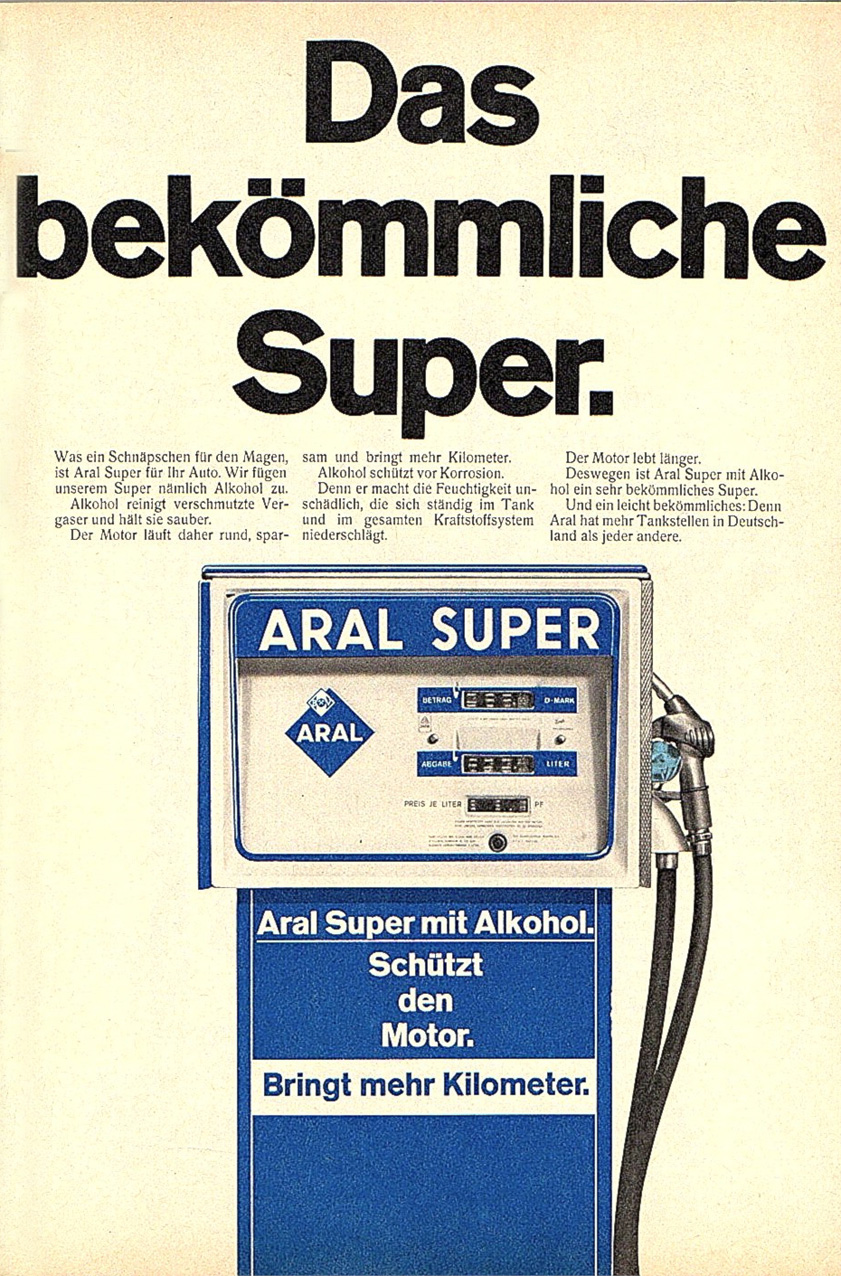 Das
bekömmliche
Super.
Was ein Schnäpschen für den Magen,
ist Aral Super für Ihr Auto. Wir fügen
unserem Super nämlich Alkohol zu.
Alkohol reinigt verschmutzte Ver-
gaser und hält sie sauber.
Der Motor läuft daher rund, spar-
sam und bringt mehr Kilometer.
Alkohol schützt vor Korrosion.
Denn er macht die Feuchtigkeit un-
schädlich, die sich ständig im Tank
und im gesamten Kraftstoffsystem
niederschlägt.
Der Motor lebt länger.
Deswegen ist Aral Super mit Alko-
hol ein sehr bekömmliches Super.
Und ein leicht bekömmliches: Denn
Aral hat mehr Tankstellen in Deutsch-
land als jeder andere.
ARAL SUPER
ARAL
BETRAG D-MARK
ABGABE LITER
PREIS JE LITER PF
Aral Super mit Alkohol.
Schützt
den
Motor.
Bringt mehr Kilometer.